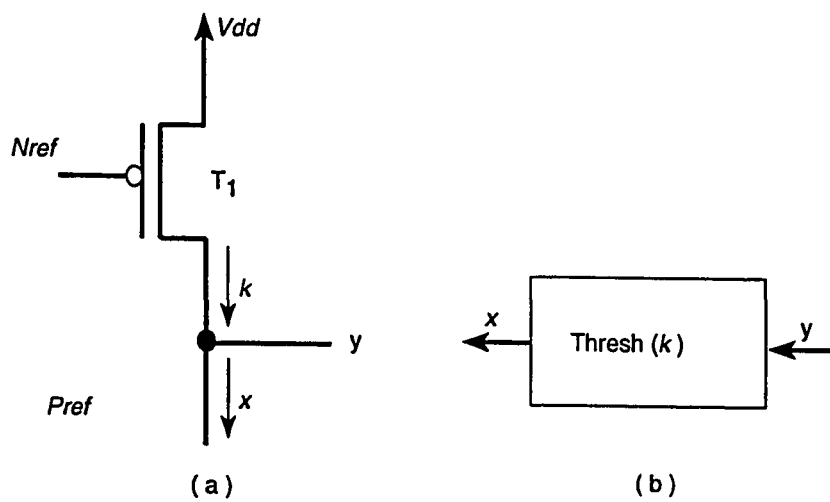 Vdd
Nref
T1
k
y
x
Pref
(a)
x
Thresh (k)
y
(b)